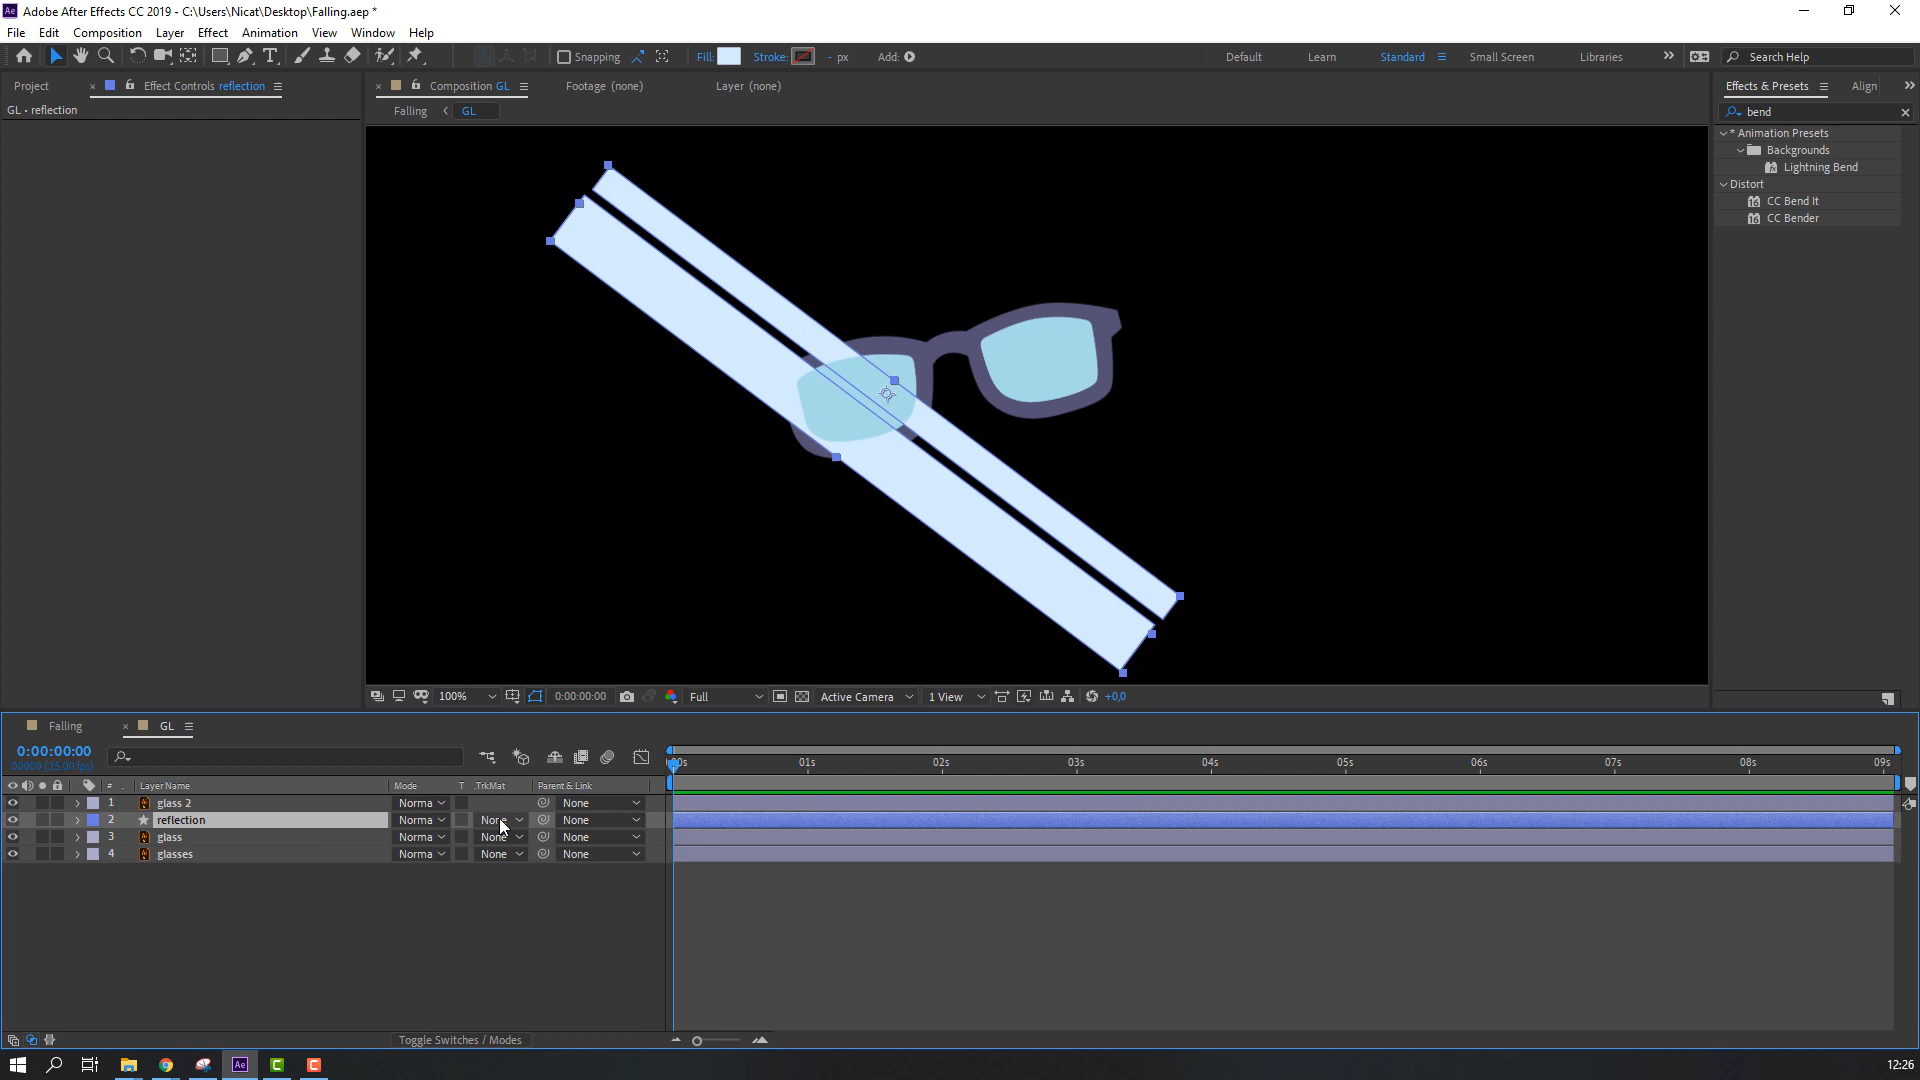 Adobe After Effects CC 2019 - C:\Users\Nicat\Desktop\Falling.aep *
File Edit Composition Layer Effect Animation View Window Help
Snapping Fill: Stroke: - px Add: Default Learn Standard Small Screen Libraries Search Help
Project Effect Controls reflection Composition GL Footage (none) Layer (none) Effects & Presets Align
GL • reflection
Falling GL
bend
* Animation Presets
Backgrounds
Lightning Bend
Distort
CC Bend It
CC Bender
100% 0:00:00:00 Full Active Camera 1 View +0,0
Falling GL
0:00:00:00
00000 (25.00 fps)
:00s 01s 02s 03s 04s 05s 06s 07s 08s 09s
# Layer Name Mode T .TrkMat Parent & Link
1 glass 2 Norma None
2 reflection Norma None None
3 glass Norma None None
4 glasses Norma None None
Toggle Switches / Modes
12:26